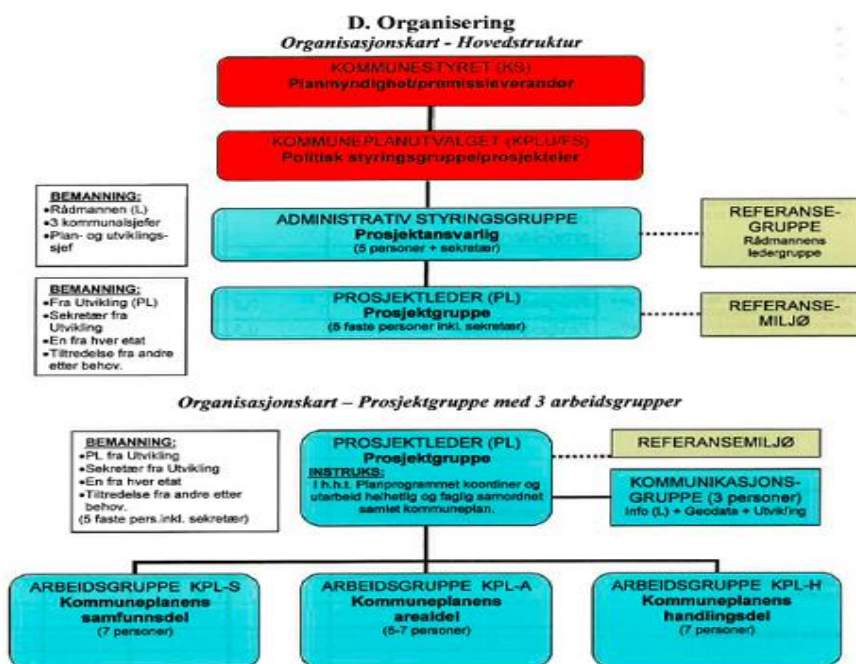 D. Organisering
Organisasjonskart - Hovedstruktur
KOMMUNESTYRET (KS)
Planmyndighet/premissleverandør
KOMMUNEPLANUTVALGET (KPLU/FS)
Politisk styringsgruppe/prosjekteier
BEMANNING:
•Rådmannen (L)
•3 kommunalsjefer
•Plan- og utviklings-
sjef
ADMINISTRATIV STYRINGSGRUPPE
Prosjektansvarlig
(5 personer + sekretær)
REFERANSE-
GRUPPE
Rådmannens
ledergruppe
BEMANNING:
•Fra Utvikling (PL)
•Sekretær fra
Utvikling
•En fra hver etat
•Tiltredelse fra andre
etter behov.
PROSJEKTLEDER (PL)
Prosjektgruppe
(5 faste personer inkl. sekretær)
REFERANSE-
MILJØ
Organisasjonskart – Prosjektgruppe med 3 arbeidsgrupper
BEMANNING:
•PL fra Utvikling
•Sekretær fra Utvikling
•En fra hver etat
•Tiltredelse fra andre etter
behov.
(5 faste pers.inkl. sekretær)
PROSJEKTLEDER (PL)
Prosjektgruppe
INSTRUKS:
I h.h.t. Planprogrammet koordiner og
utarbeid helhetlig og faglig samordnet
samlet kommuneplan.
REFERANSEMILJØ
KOMMUNIKASJONS-
GRUPPE (3 personer)
Info (L) + Geodata + Utvikling
ARBEIDSGRUPPE KPL-S
Kommuneplanens
samfunnsdel
(7 personer)
ARBEIDSGRUPPE KPL-A
Kommuneplanens
arealdel
(5-7 personer)
ARBEIDSGRUPPE KPL-H
Kommuneplanens
handlingsdel
(7 personer)